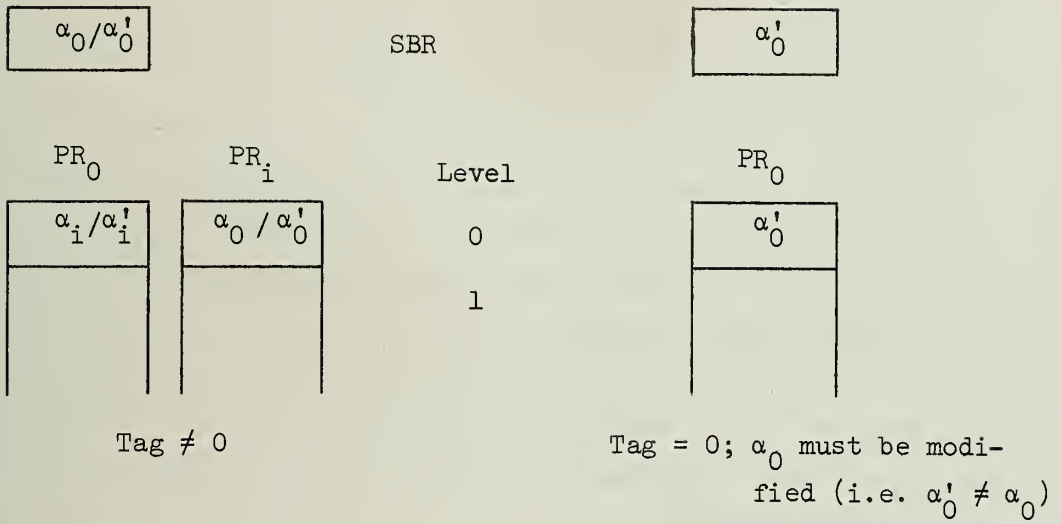 α₀/α₀' SBR α₀'
PR₀ PRᵢ Level PR₀
αᵢ/αᵢ' α₀/α₀' 0 α₀'
1
Tag ≠ 0 Tag = 0; α₀ must be modi-
fied (i.e. α₀' ≠ α₀)